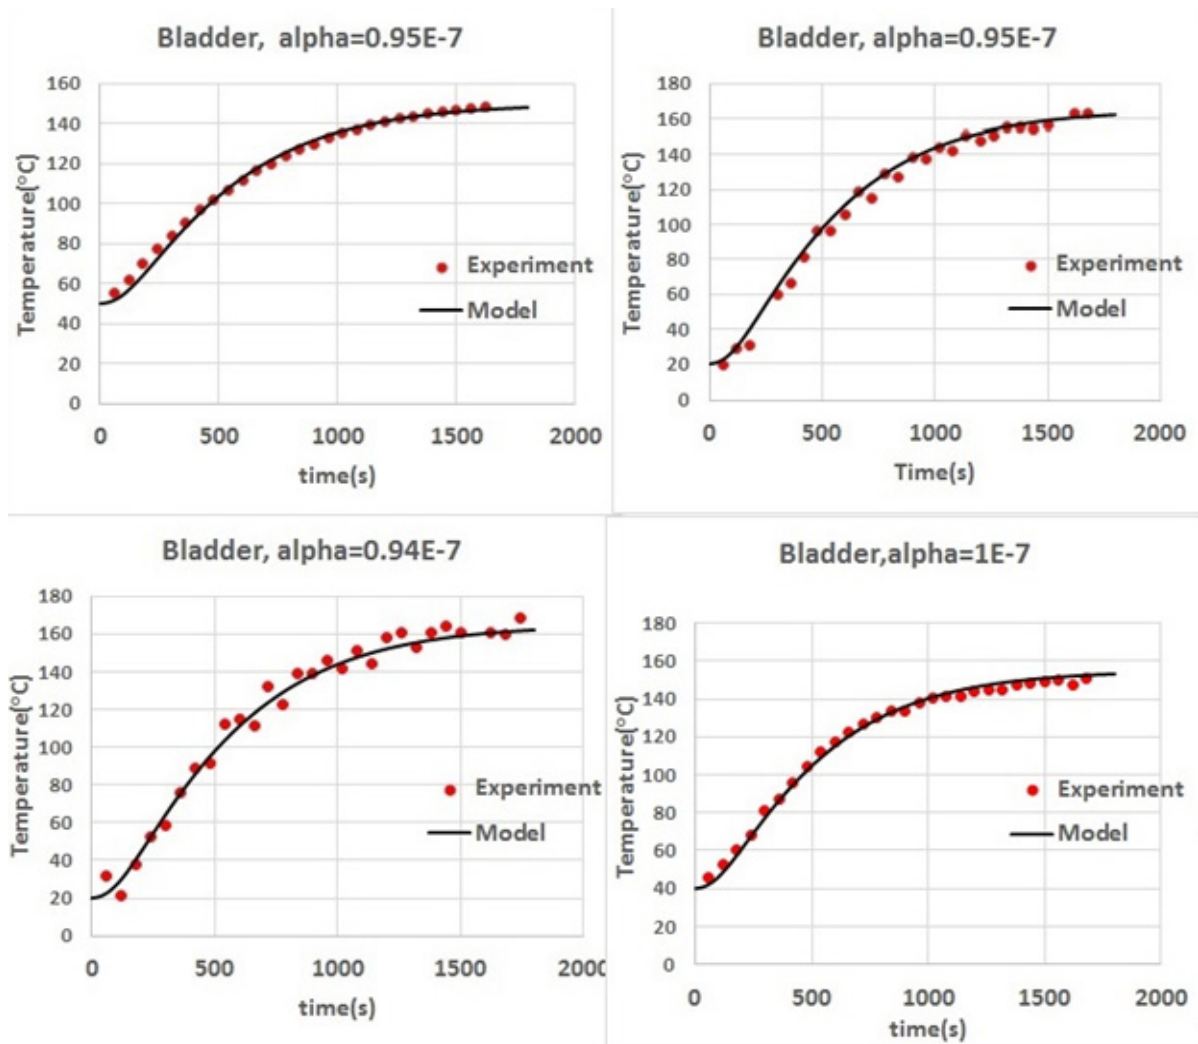 Bladder, alpha=0.95E-7
Temperature(°C)
160
140
120
100
80
60
40
20
0
0 500 1000 1500 2000
time(s)
Experiment
Model
Bladder, alpha=0.95E-7
Temperature(°C)
180
160
140
120
100
80
60
40
20
0
0 500 1000 1500 2000
Time(s)
Experiment
Model
Bladder, alpha=0.94E-7
Temperature(°C)
180
160
140
120
100
80
60
40
20
0
0 500 1000 1500 2000
time(s)
Experiment
Model
Bladder,alpha=1E-7
Temperature(°C)
180
160
140
120
100
80
60
40
20
0
0 500 1000 1500 2000
time(s)
Experiment
Model